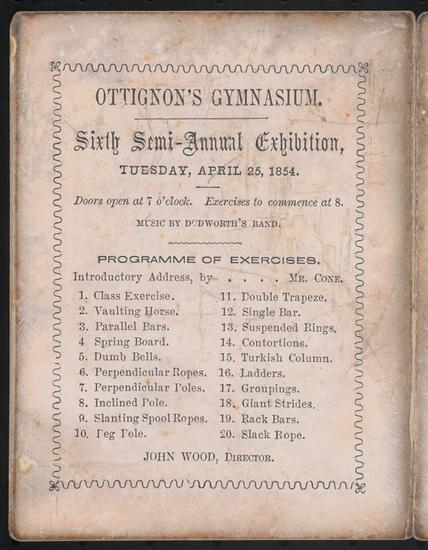 OTTIGNON'S GYMNASIUM.
Sixth Semi-Annual Exhibition,
TUESDAY, APRIL 25, 1854.
Doors open at 7 o'clock. Exercises to commence at 8.
MUSIC BY DODWORTH'S BAND.
PROGRAMME OF EXERCISES.
Introductory Address, by . . . . MR. CONE.
1. Class Exercise.
2. Vaulting Horse.
3. Parallel Bars.
4 Spring Board.
5. Dumb Bells.
6. Perpendicular Ropes.
7. Perpendicular Poles.
8. Inclined Pole.
9. Slanting Spool Ropes.
10. Peg Pole.
11. Double Trapeze.
12. Single Bar.
13. Suspended Rings.
14. Contortions.
15. Turkish Column.
16. Ladders.
17. Groupings.
18. Giant Strides.
19. Rack Bars.
20. Slack Rope.
JOHN WOOD, DIRECTOR.